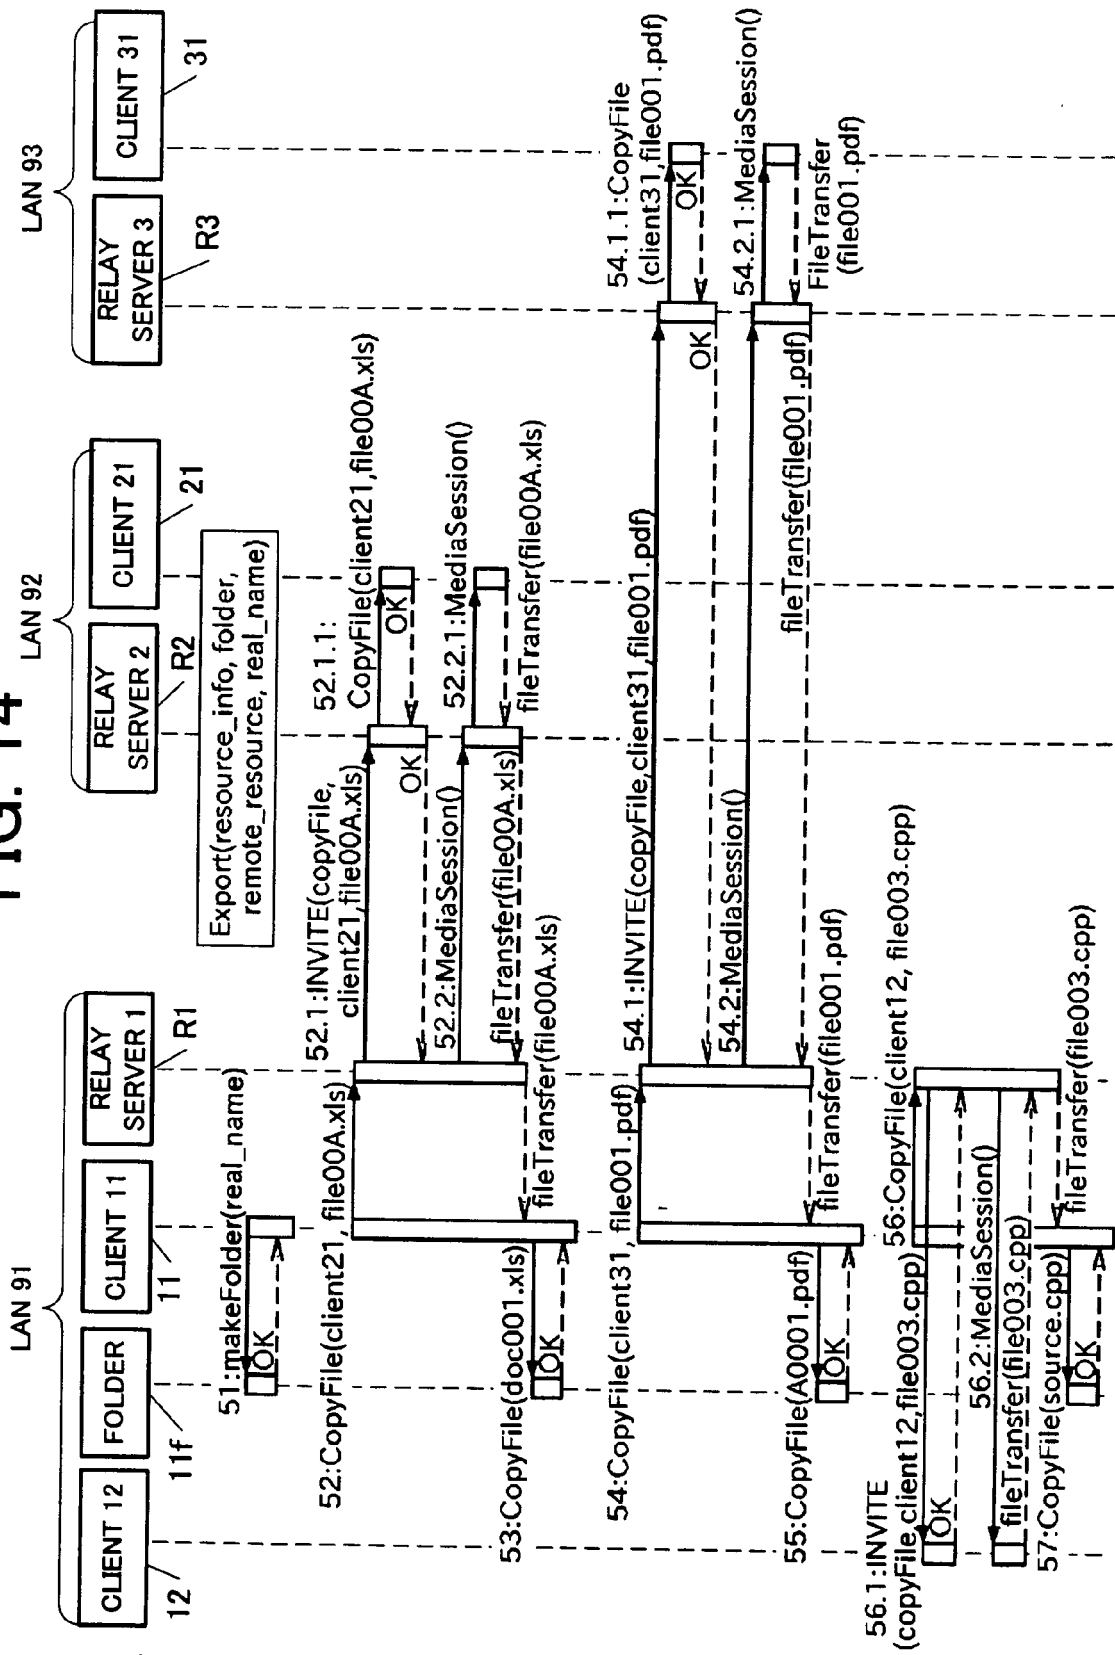 FIG. 14
LAN 91
LAN 92
LAN 93
CLIENT 12
FOLDER
CLIENT 11
RELAY
SERVER 1
RELAY
SERVER 2
CLIENT 21
RELAY
SERVER 3
CLIENT 31
12
11f
11
R1
R2
21
R3
31
Export(resource_info, folder,
remote_resource, real_name)
51:makeFolder(real_name)
OK
52:CopyFile(client21, file00A.xls)
52.1:INVITE(copyFile,
client21,file00A.xls)
52.1.1:
CopyFile(client21,file00A.xls)
OK
OK
52.2:MediaSession()
52.2.1:MediaSession()
fileTransfer(file00A.xls)
fileTransfer(file00A.xls)
fileTransfer(file00A.xls)
53:CopyFile(doc001.xls)
OK
54:CopyFile(client31, file001.pdf)
54.1:INVITE(copyFile,client31,file001.pdf)
54.1.1:CopyFile
(client31,file001.pdf)
OK
OK
54.2:MediaSession()
54.2.1:MediaSession()
FileTransfer
(file001.pdf)
fileTransfer(file001.pdf)
fileTransfer(file001.pdf)
55:CopyFile(A0001.pdf)
OK
56:CopyFile(client12, file003.cpp)
56.1:INVITE
(copyFile,client12,file003.cpp)
OK
56.2:MediaSession()
fileTransfer(file003.cpp)
fileTransfer(file003.cpp)
57:CopyFile(source.cpp)
OK